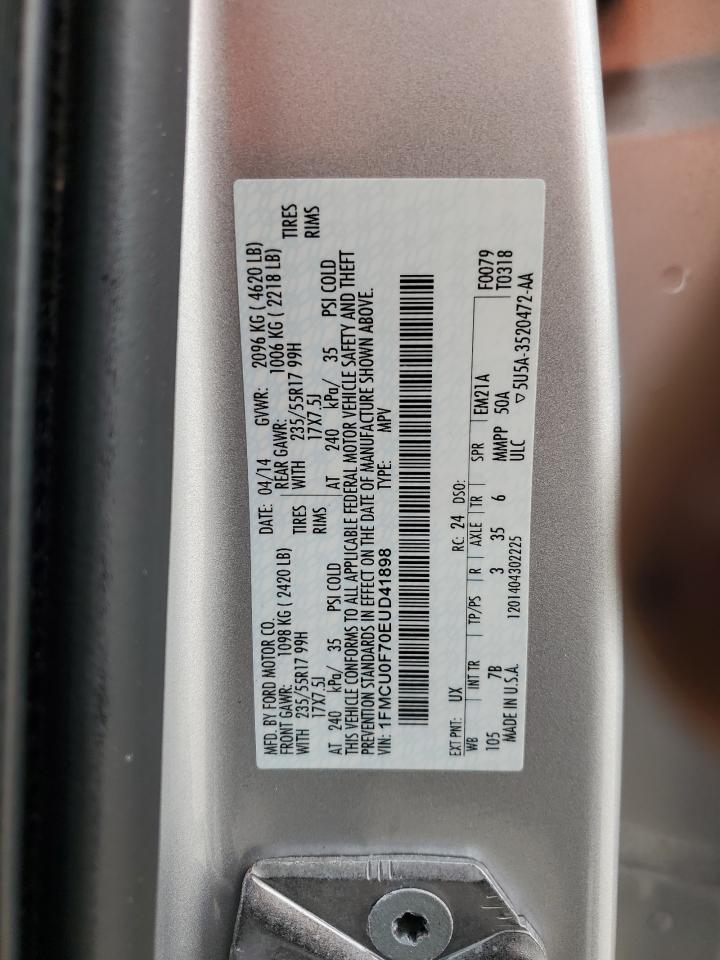 MFD. BY FORD MOTOR CO.
DATE: 04/14 GVWR: 2096 KG ( 4620 LB)
FRONT GAWR: 1098 KG ( 2420 LB) REAR GAWR: 1006 KG ( 2218 LB)
WITH 235/55R17 99H TIRES WITH 235/55R17 99H TIRES
17X7.5J RIMS 17X7.5J RIMS
AT 240 kPa/ 35 PSI COLD AT 240 kPa/ 35 PSI COLD
THIS VEHICLE CONFORMS TO ALL APPLICABLE FEDERAL MOTOR VEHICLE SAFETY AND THEFT
PREVENTION STANDARDS IN EFFECT ON THE DATE OF MANUFACTURE SHOWN ABOVE.
VIN: 1FMCU0F70EUD41898 TYPE: MPV
EXT PNT: UX RC: 24 DSO: F0079
WB INT TR TP/PS R AXLE TR SPR EM21A T0318
105 7B 3 35 6 MMPP 50A
MADE IN U.S.A. 1201404302225 ULC ▽5U5A-3520472-AA